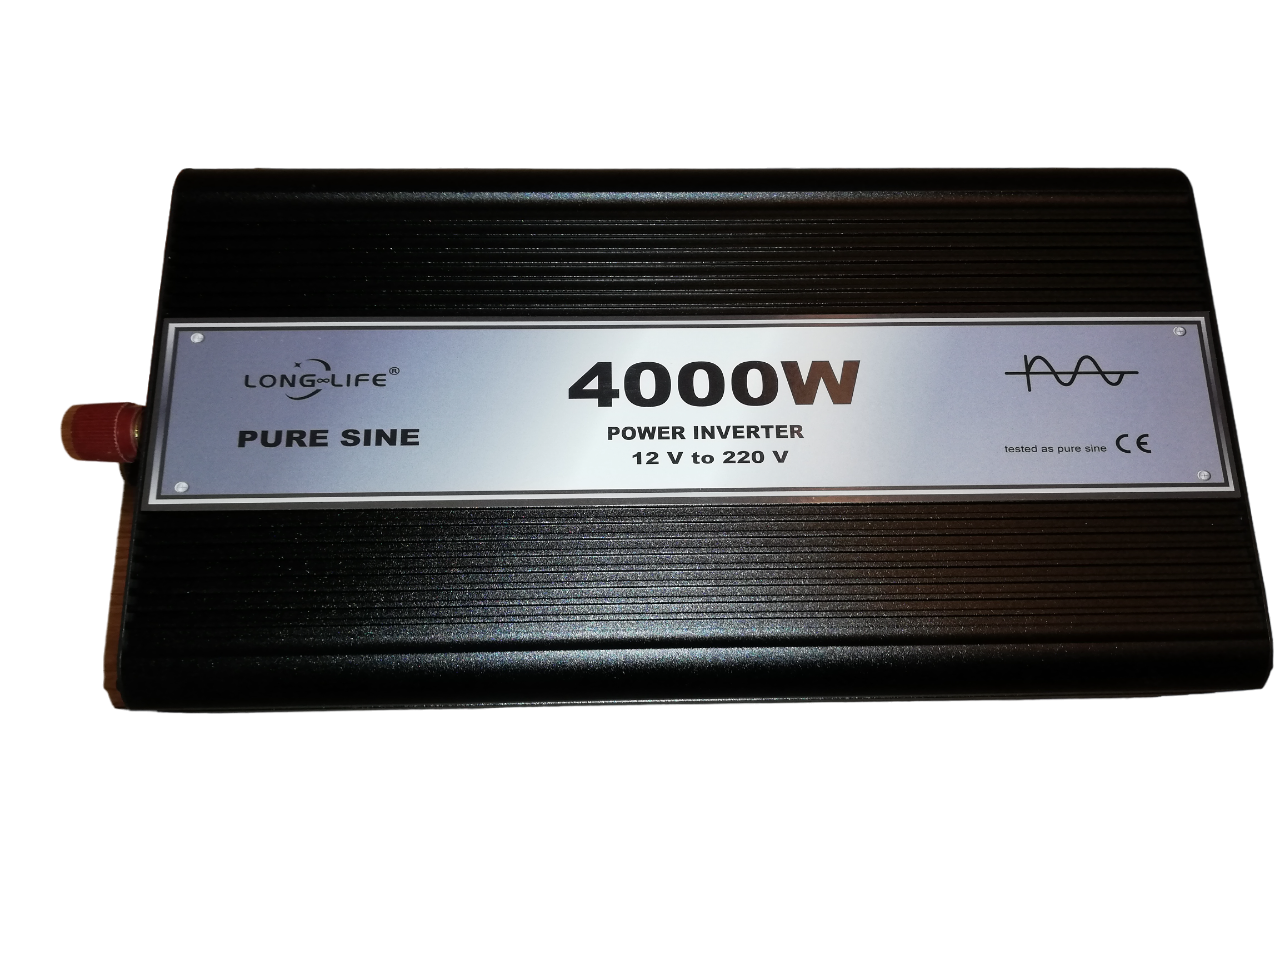 LONG∞LIFE®
PURE SINE
4000W
POWER INVERTER
12 V to 220 V
tested as pure sine CE